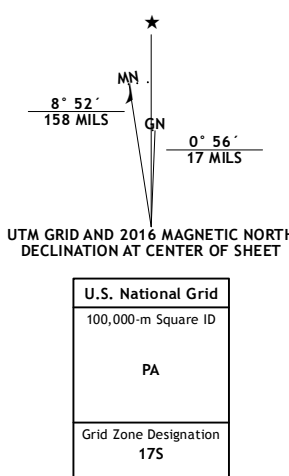 ★
MN
GN
8° 52´
158 MILS
0° 56´
17 MILS
UTM GRID AND 2016 MAGNETIC NORTH
DECLINATION AT CENTER OF SHEET
U.S. National Grid
100,000-m Square ID
PA
Grid Zone Designation
17S